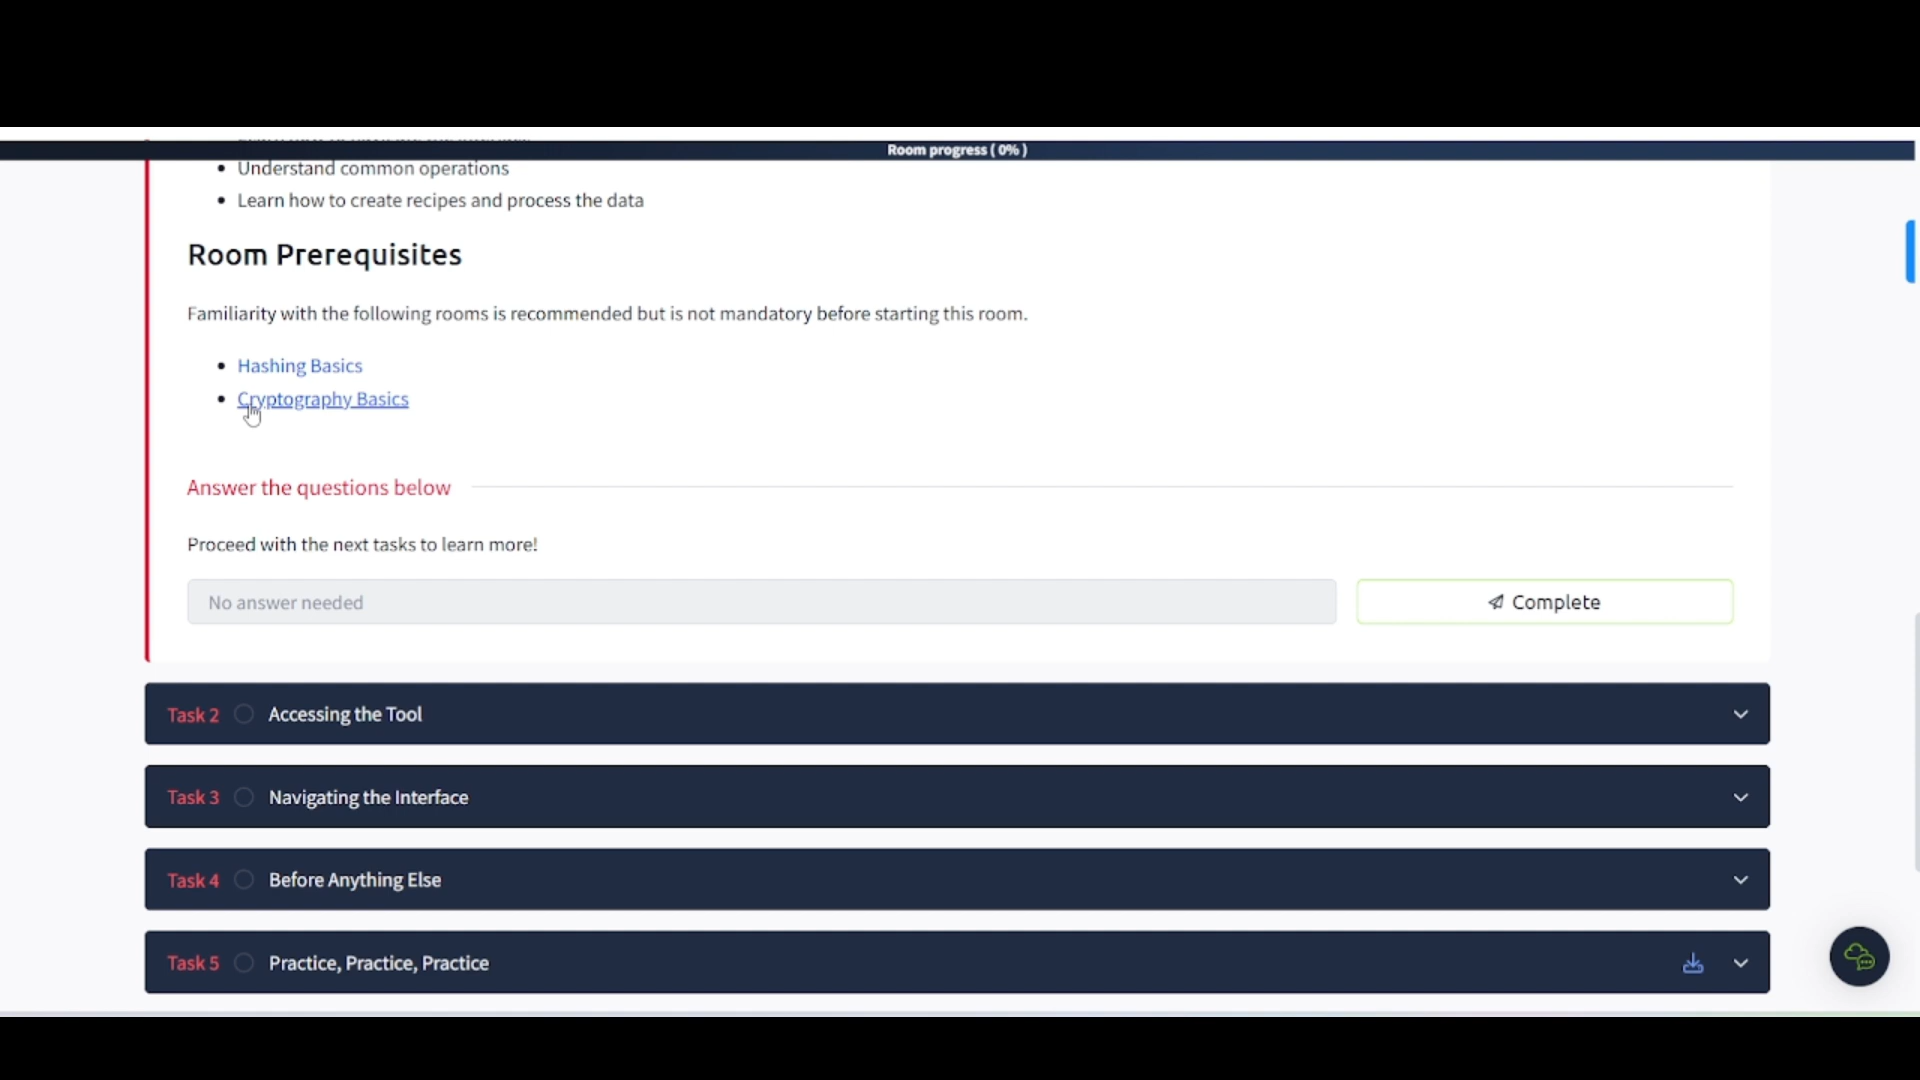 Room progress ( 0% )
Understand common operations
Learn how to create recipes and process the data
Room Prerequisites
Familiarity with the following rooms is recommended but is not mandatory before starting this room.
Hashing Basics
Cryptography Basics
Answer the questions below
Proceed with the next tasks to learn more!
No answer needed
Complete
Task 2 Accessing the Tool
Task 3 Navigating the Interface
Task 4 Before Anything Else
Task 5 Practice, Practice, Practice